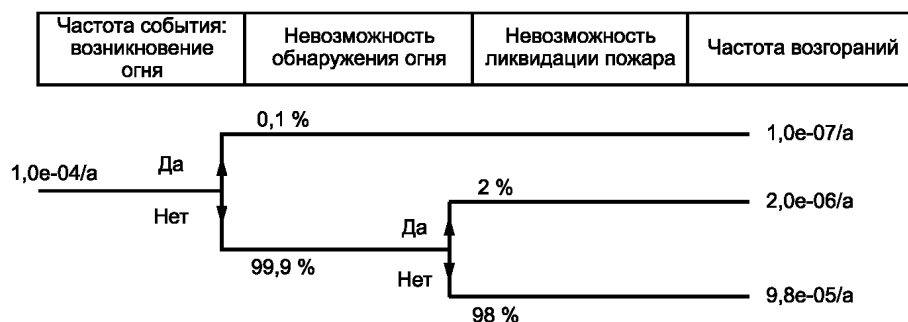 Частота события:
возникновение
огня
Невозможность
обнаружения огня
Невозможность
ликвидации пожара
Частота возгораний
0,1 %
1,0e-07/a
Да
1,0e-04/a
Нет
2 %
2,0e-06/a
Да
99,9 %
Нет
98 %
9,8e-05/a